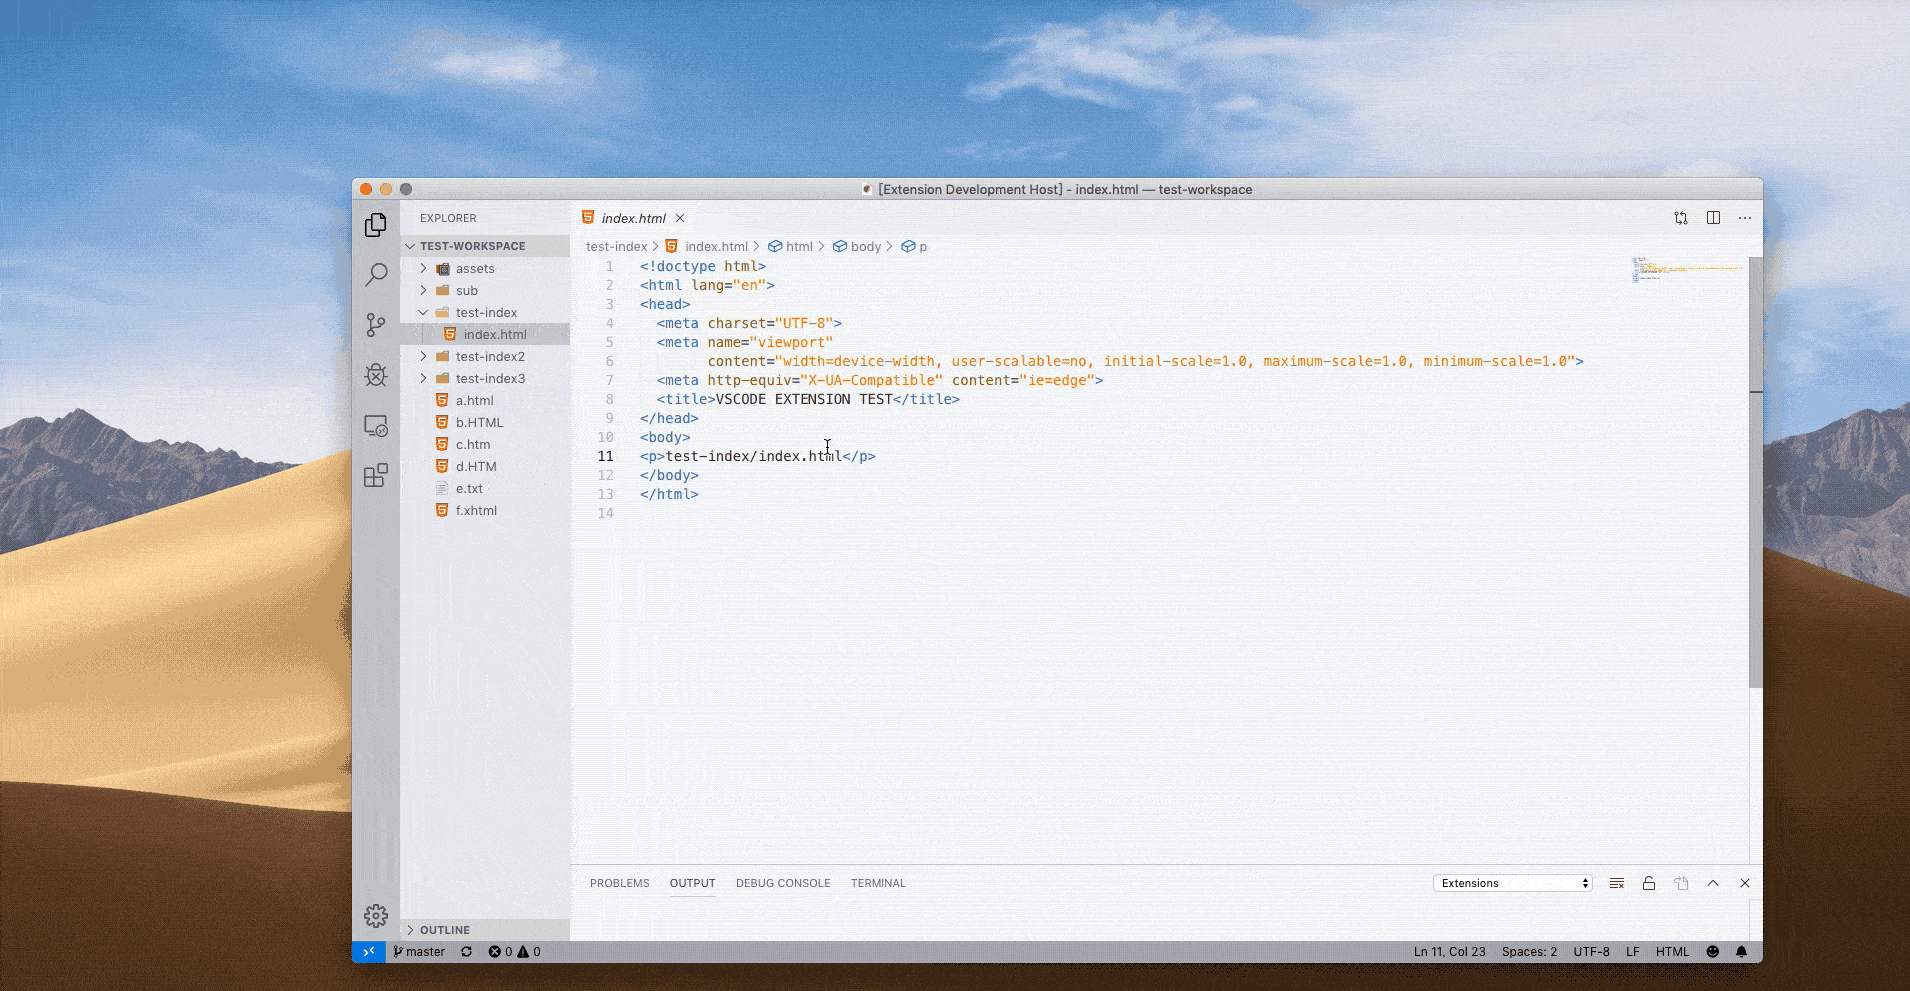 [Extension Development Host] - index.html — test-workspace
EXPLORER
TEST-WORKSPACE
assets
sub
test-index
index.html
test-index2
test-index3
a.html
b.HTML
c.htm
d.HTM
e.txt
f.xhtml
OUTLINE
index.html
test-index > index.html > html > body > p
1 <!doctype html>
2 <html lang="en">
3 <head>
4 <meta charset="UTF-8">
5 <meta name="viewport"
6 content="width=device-width, user-scalable=no, initial-scale=1.0, maximum-scale=1.0, minimum-scale=1.0">
7 <meta http-equiv="X-UA-Compatible" content="ie=edge">
8 <title>VSCODE EXTENSION TEST</title>
9 </head>
10 <body>
11 <p>test-index/index.html</p>
12 </body>
13 </html>
14
PROBLEMS OUTPUT DEBUG CONSOLE TERMINAL Extensions
master 0 0 Ln 11, Col 23 Spaces: 2 UTF-8 LF HTML